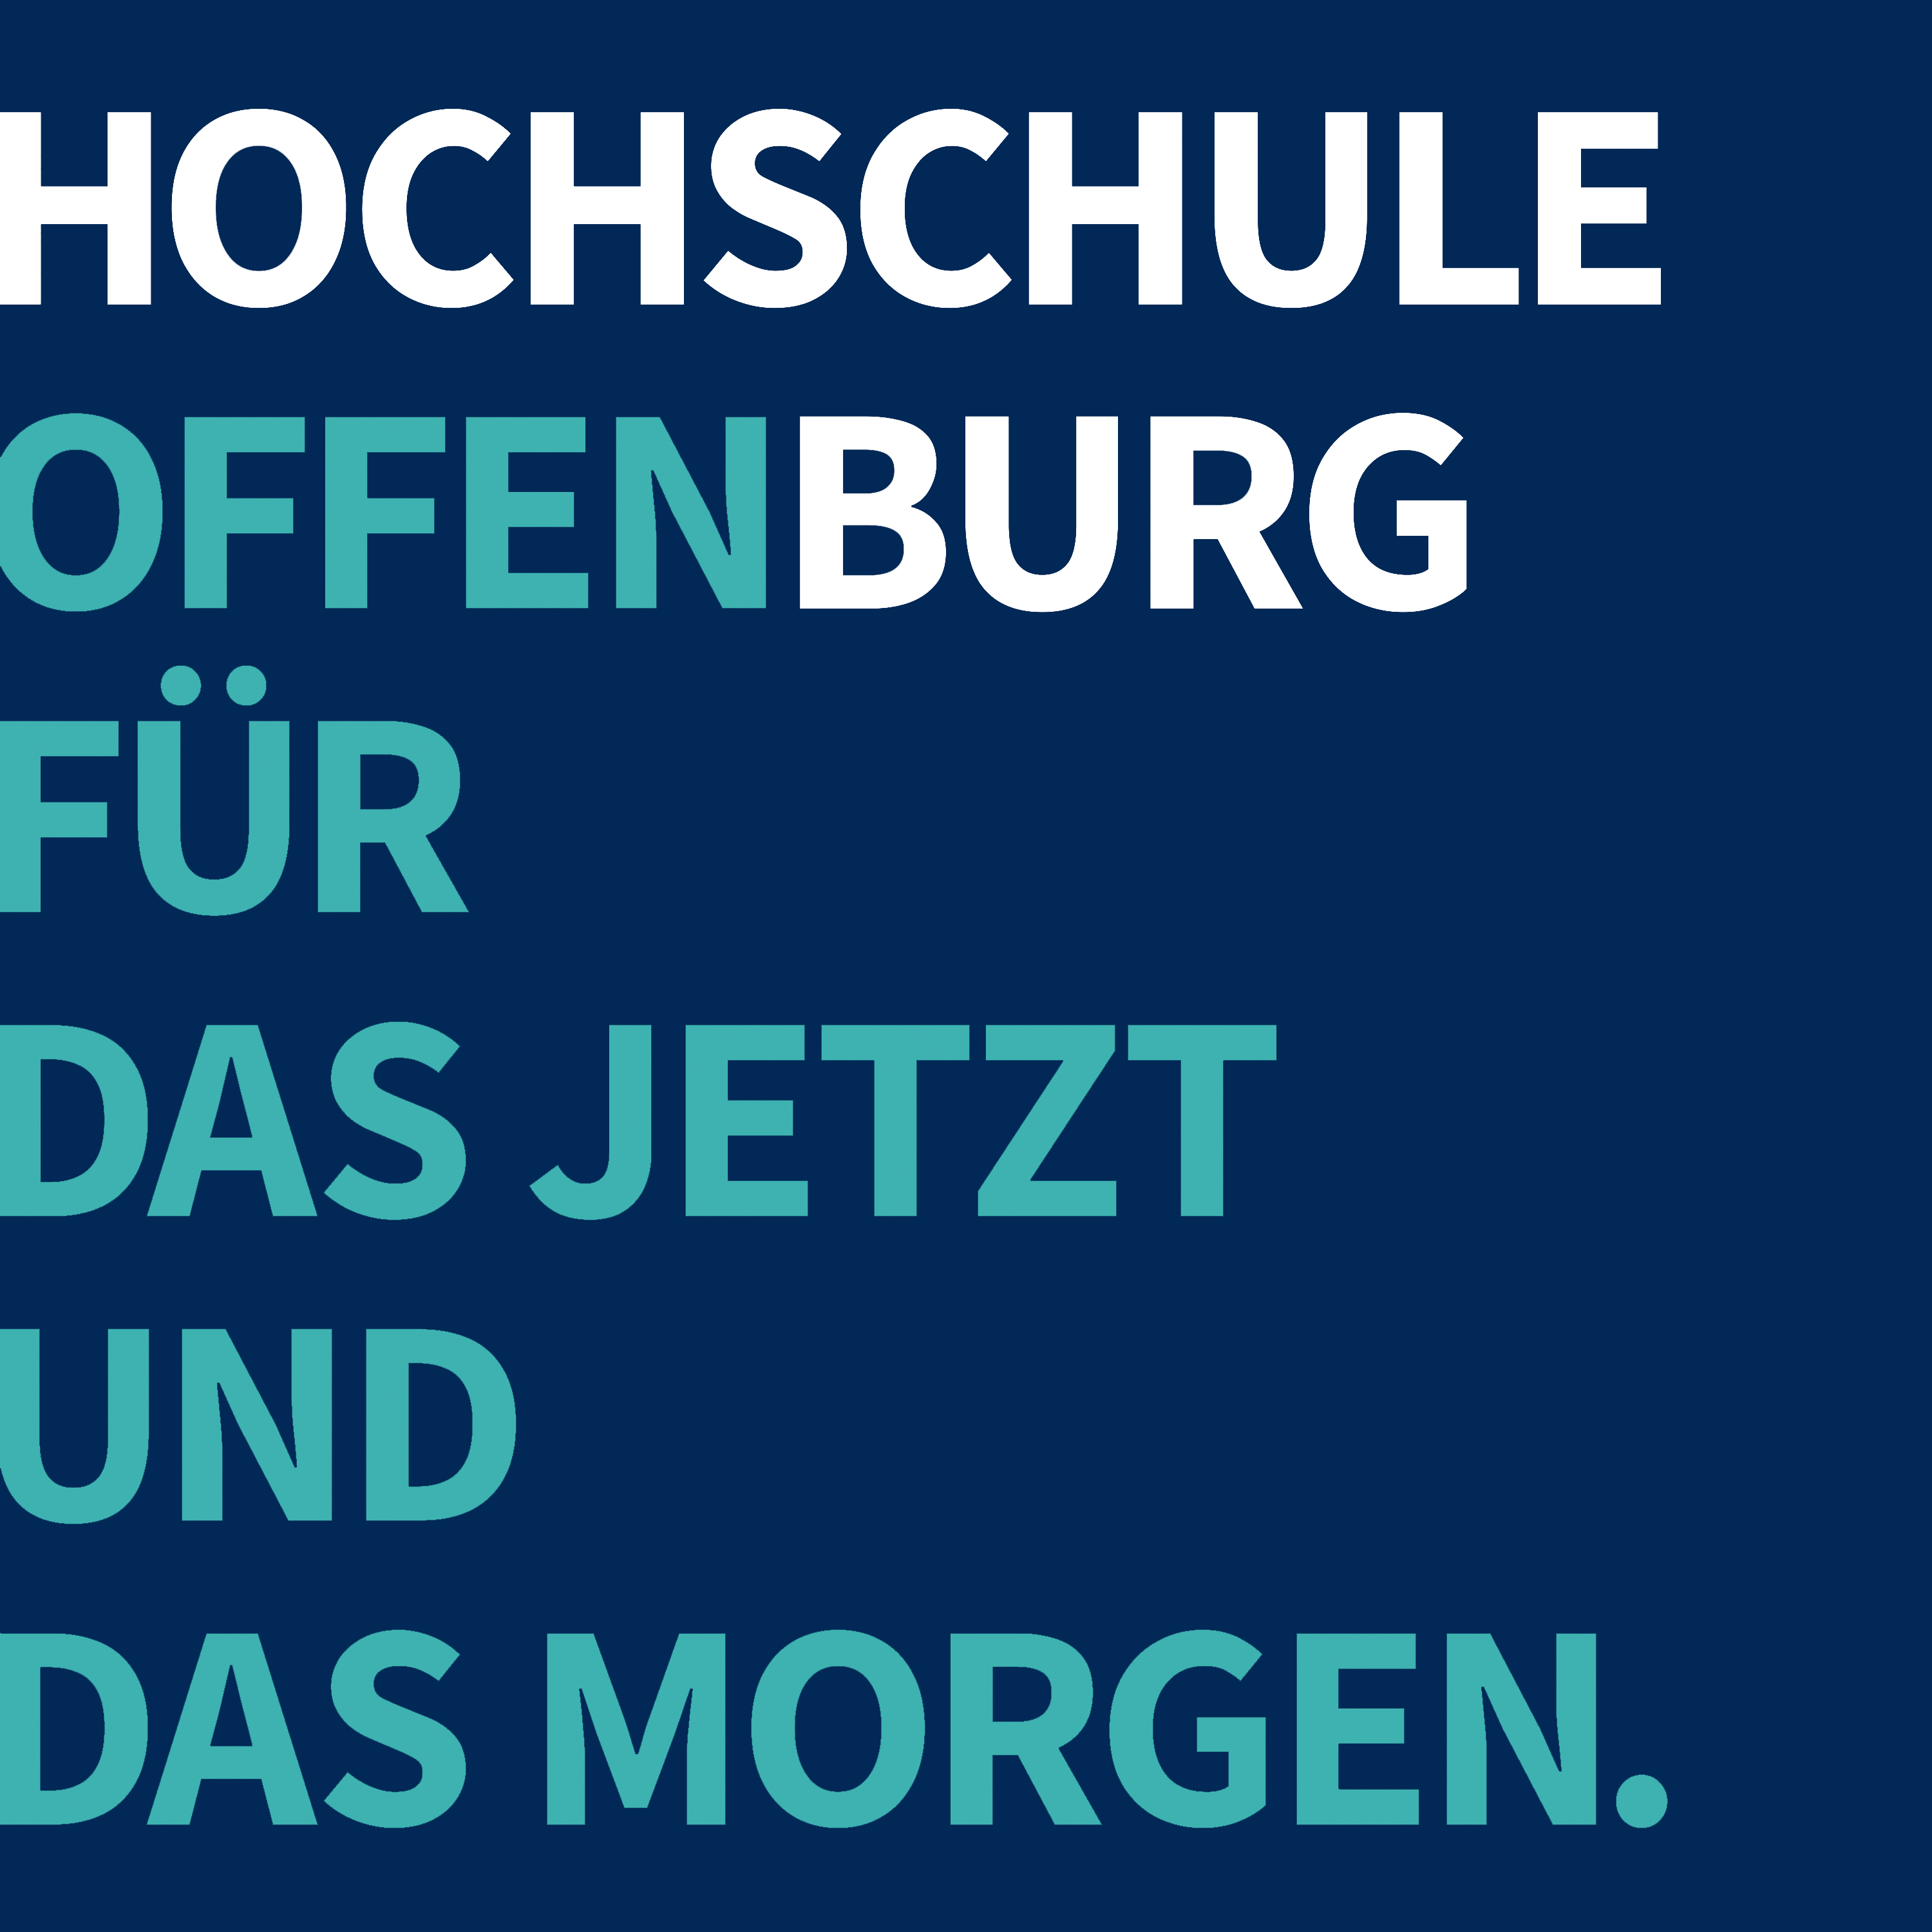 HOCHSCHULE
OFFENBURG
FÜR
DAS JETZT
UND
DAS MORGEN.